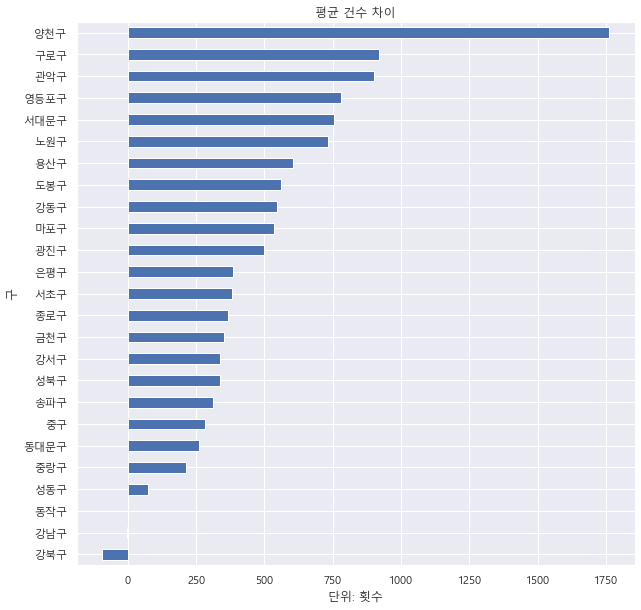 평균 건수 차이
양천구
구로구
관악구
영등포구
서대문구
노원구
용산구
도봉구
강동구
마포구
광진구
은평구
서초구
종로구
금천구
강서구
성북구
송파구
중구
동대문구
중랑구
성동구
동작구
강남구
강북구
구
0 250 500 750 1000 1250 1500 1750
단위: 횟수